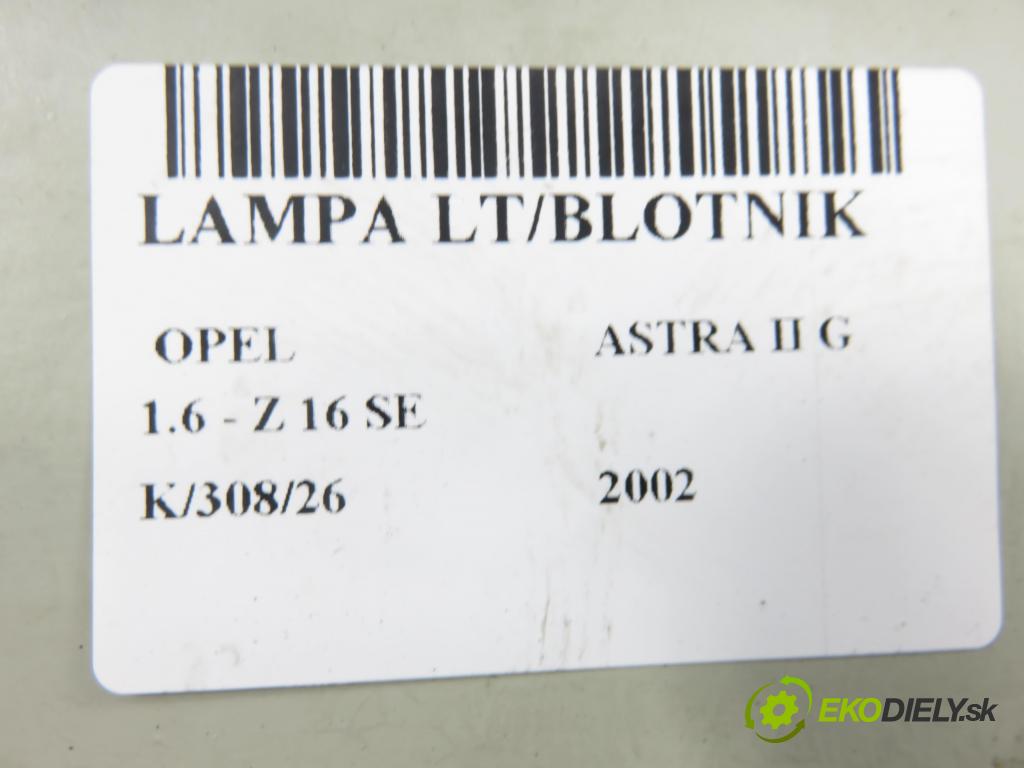 LAMPA LT/BLOTNIK
OPEL ASTRA II G
1.6 - Z 16 SE
K/308/26 2002
EKODIELY.sk